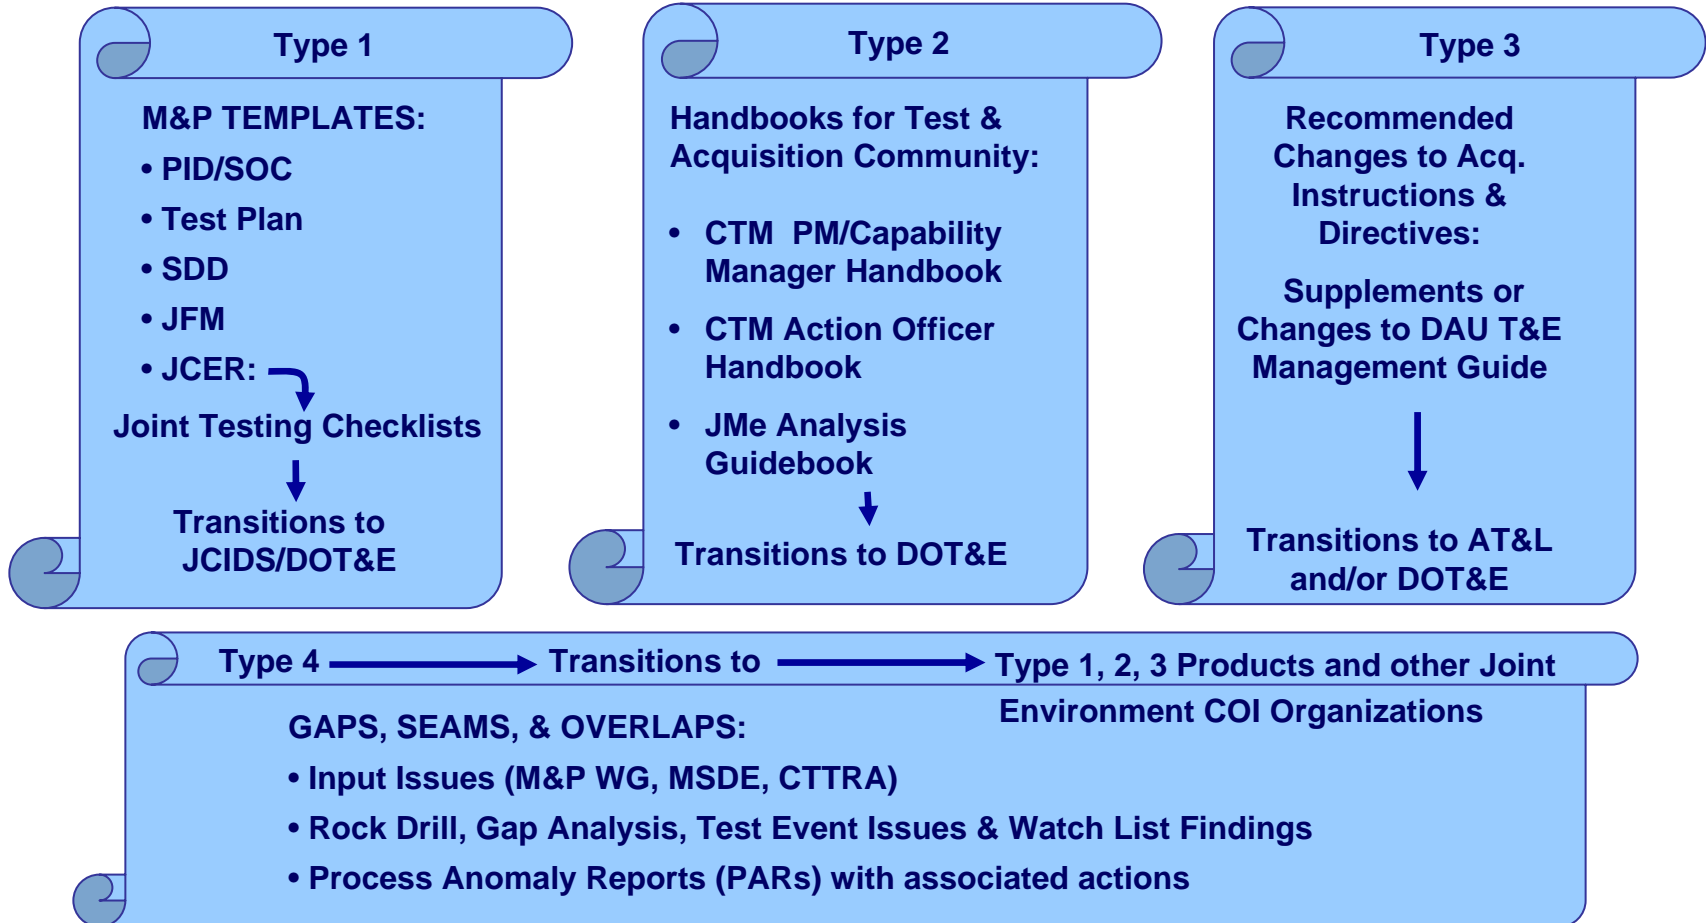 Type 1
M&P TEMPLATES:
• PID/SOC
• Test Plan
• SDD
• JFM
• JCER:
Joint Testing Checklists
Transitions to
JCIDS/DOT&E
Type 2
Handbooks for Test &
Acquisition Community:
• CTM PM/Capability
Manager Handbook
• CTM Action Officer
Handbook
• JMe Analysis
Guidebook
Transitions to DOT&E
Type 3
Recommended
Changes to Acq.
Instructions &
Directives:
Supplements or
Changes to DAU T&E
Management Guide
Transitions to AT&L
and/or DOT&E
Type 4 Transitions to Type 1, 2, 3 Products and other Joint
Environment COI Organizations
GAPS, SEAMS, & OVERLAPS:
• Input Issues (M&P WG, MSDE, CTTRA)
• Rock Drill, Gap Analysis, Test Event Issues & Watch List Findings
• Process Anomaly Reports (PARs) with associated actions